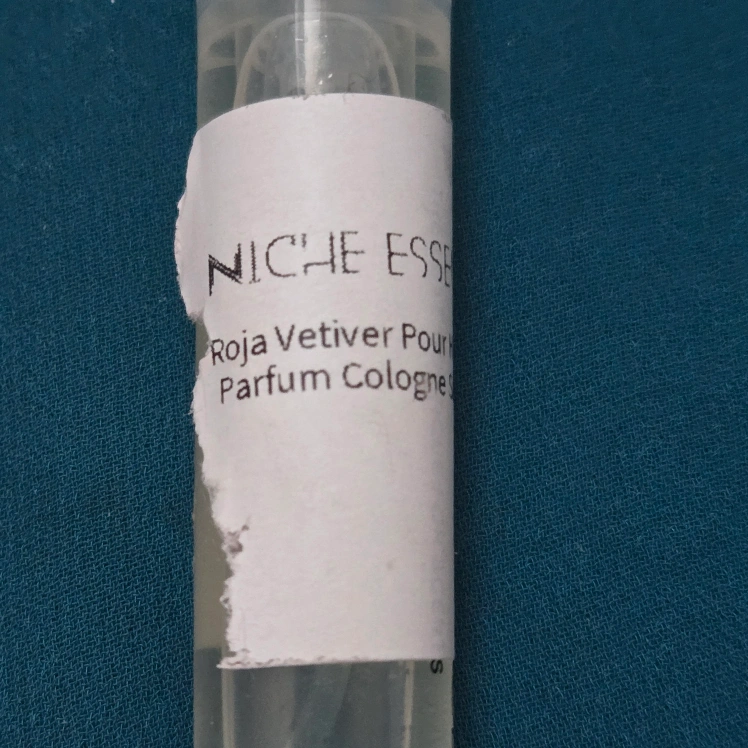 NICHE ESSE
Roja Vetiver Pour
Parfum Cologne
s